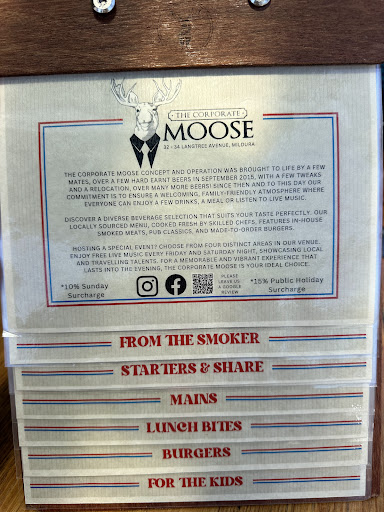 THE CORPORATE
MOOSE
32 - 34 LANGTREE AVENUE, MILDURA
THE CORPORATE MOOSE CONCEPT AND OPERATION WAS BROUGHT TO LIFE BY A FEW
MATES, OVER A FEW HARD EARNT BEERS IN SEPTEMBER 2015, WITH A FEW TWEAKS
AND A RELOCATION, OVER MANY MORE BEERS! SINCE THEN AND TO THIS DAY OUR
COMMITMENT IS TO ENSURE A WELCOMING, FAMILY-FRIENDLY ATMOSPHERE WHERE
EVERYONE CAN ENJOY A FEW DRINKS, A MEAL OR LISTEN TO LIVE MUSIC.
DISCOVER A DIVERSE BEVERAGE SELECTION THAT SUITS YOUR TASTE PERFECTLY. OUR
LOCALLY SOURCED MENU, COOKED FRESH BY SKILLED CHEFS, FEATURES IN-HOUSE
SMOKED MEATS, PUB CLASSICS, AND MADE-TO-ORDER BURGERS.
HOSTING A SPECIAL EVENT? CHOOSE FROM FOUR DISTINCT AREAS IN OUR VENUE.
ENJOY FREE LIVE MUSIC EVERY FRIDAY AND SATURDAY NIGHT, SHOWCASING LOCAL
AND TRAVELLING TALENTS. FOR A MEMORABLE AND VIBRANT EXPERIENCE THAT
LASTS INTO THE EVENING, THE CORPORATE MOOSE IS YOUR IDEAL CHOICE.
*10% Sunday
Surcharge
PLEASE
LEAVE US
A GOOGLE
REVIEW
*15% Public Holiday
Surcharge
FROM THE SMOKER
STARTERS & SHARE
MAINS
LUNCH BITES
BURGERS
FOR THE KIDS